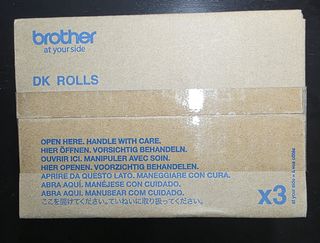 brother
at your side
DK ROLLS
OPEN HERE. HANDLE WITH CARE.
HIER ÖFFNEN. VORSICHTIG BEHANDELN.
OUVRIR ICI. MANIPULER AVEC SOIN.
HIER OPENEN. VOORZICHTIG BEHANDELEN.
APRIRE DA QUESTO LATO. MANEGGIARE CON CURA.
ABRA AQUÍ. MANÉJESE CON CUIDADO.
ABRA AQUI. MANUSEAR COM CUIDADO.
ここを開けてください。ていねいに取り扱ってください。
x3